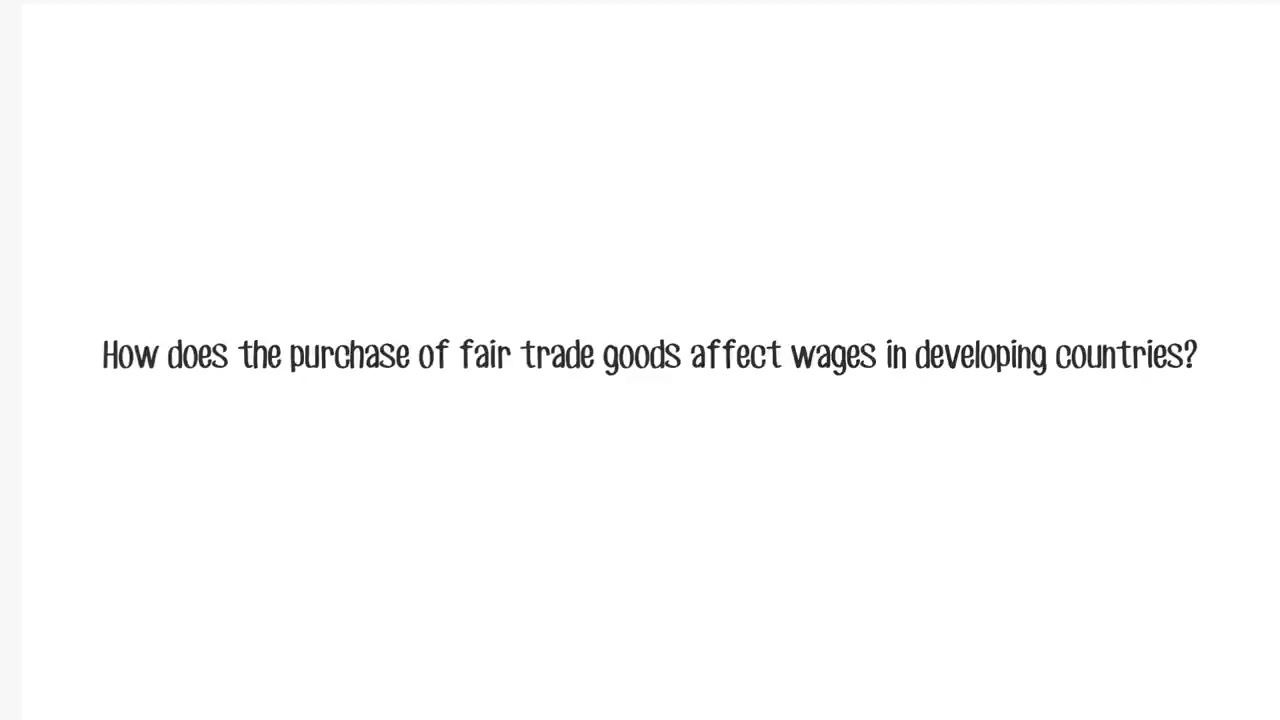 How does the purchase of fair trade goods affect wages in developing countries?